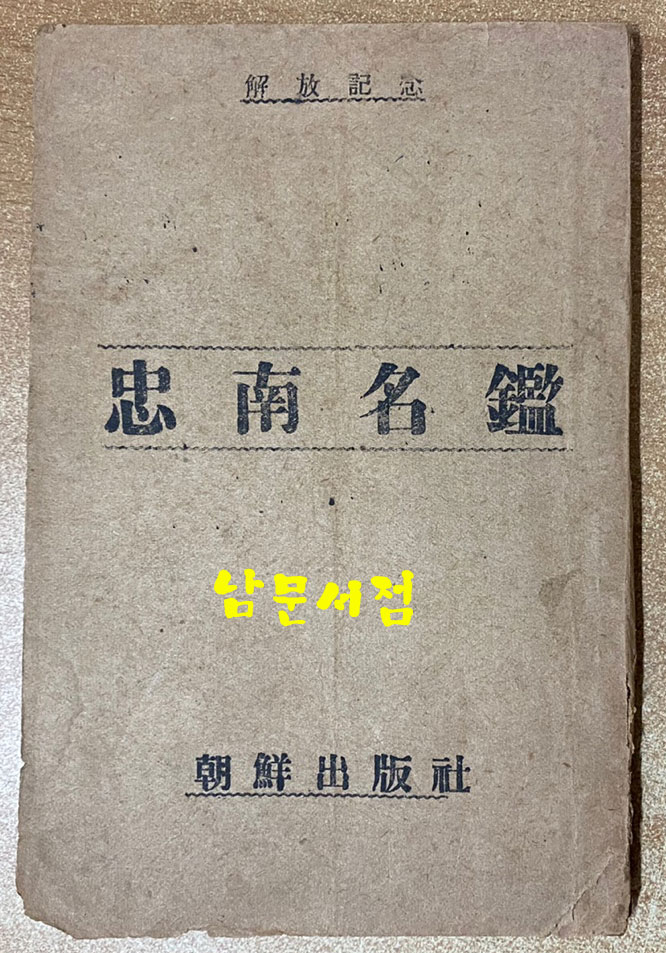 解放記念
忠南名鑑
남문서점
朝鮮出版社